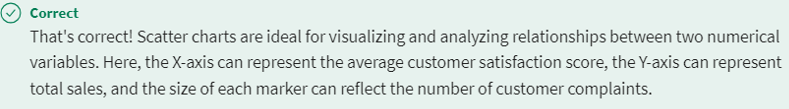 Correct
That's correct! Scatter charts are ideal for visualizing and analyzing relationships between two numerical
variables. Here, the X-axis can represent the average customer satisfaction score, the Y-axis can represent
total sales, and the size of each marker can reflect the number of customer complaints.